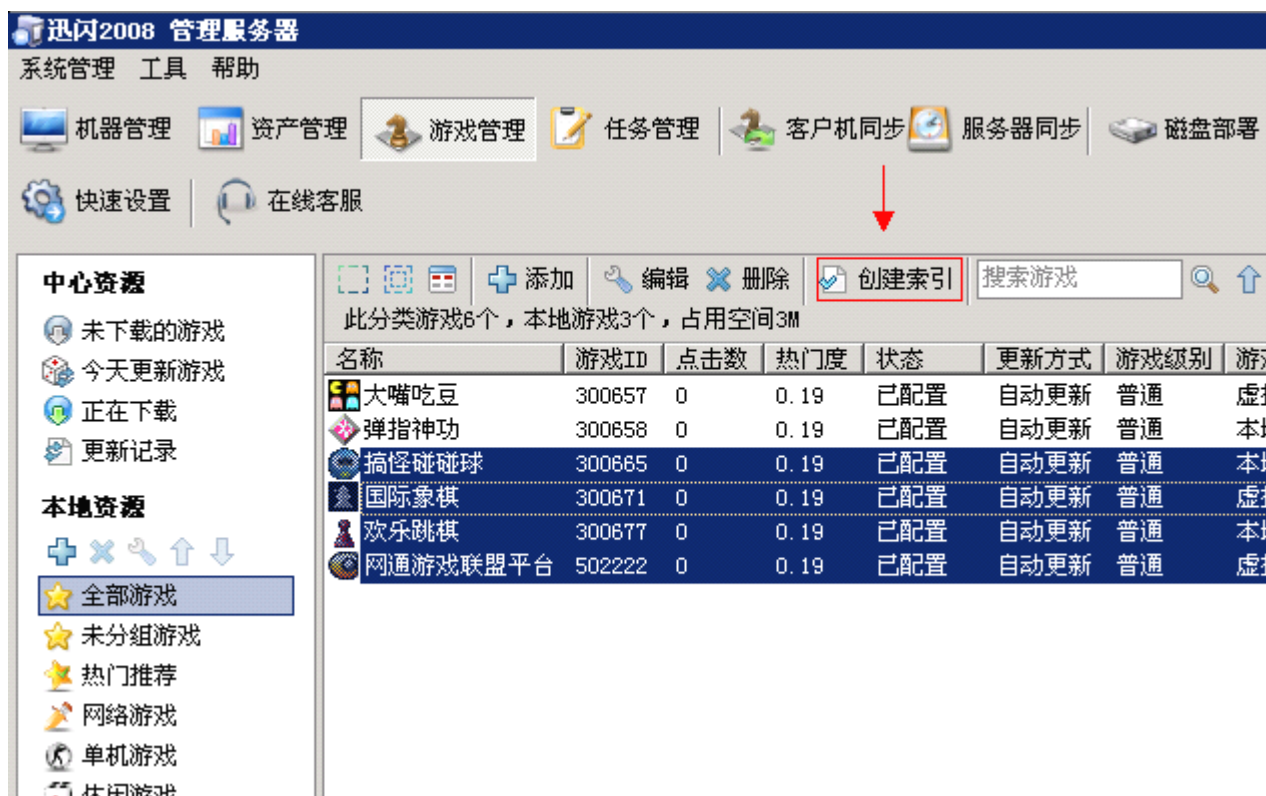 迅闪2008 管理服务器
系统管理 工具 帮助
机器管理 资产管理 游戏管理 任务管理 客户机同步 服务器同步 磁盘部署
快速设置 在线客服
中心资源
未下载的游戏
今天更新游戏
正在下载
更新记录
本地资源
全部游戏
未分组游戏
热门推荐
网络游戏
单机游戏
休闲游戏
添加 编辑 删除 创建索引 搜索游戏
此分类游戏6个，本地游戏3个，占用空间3M
名称 游戏ID 点击数 热门度 状态 更新方式 游戏级别 游
大嘴吃豆 300657 0 0.19 已配置 自动更新 普通 虚
弹指神功 300658 0 0.19 已配置 自动更新 普通 本
搞怪碰碰球 300665 0 0.19 已配置 自动更新 普通 本
国际象棋 300671 0 0.19 已配置 自动更新 普通 虚
欢乐跳棋 300677 0 0.19 已配置 自动更新 普通 本
网通游戏联盟平台 502222 0 0.19 已配置 自动更新 普通 虚